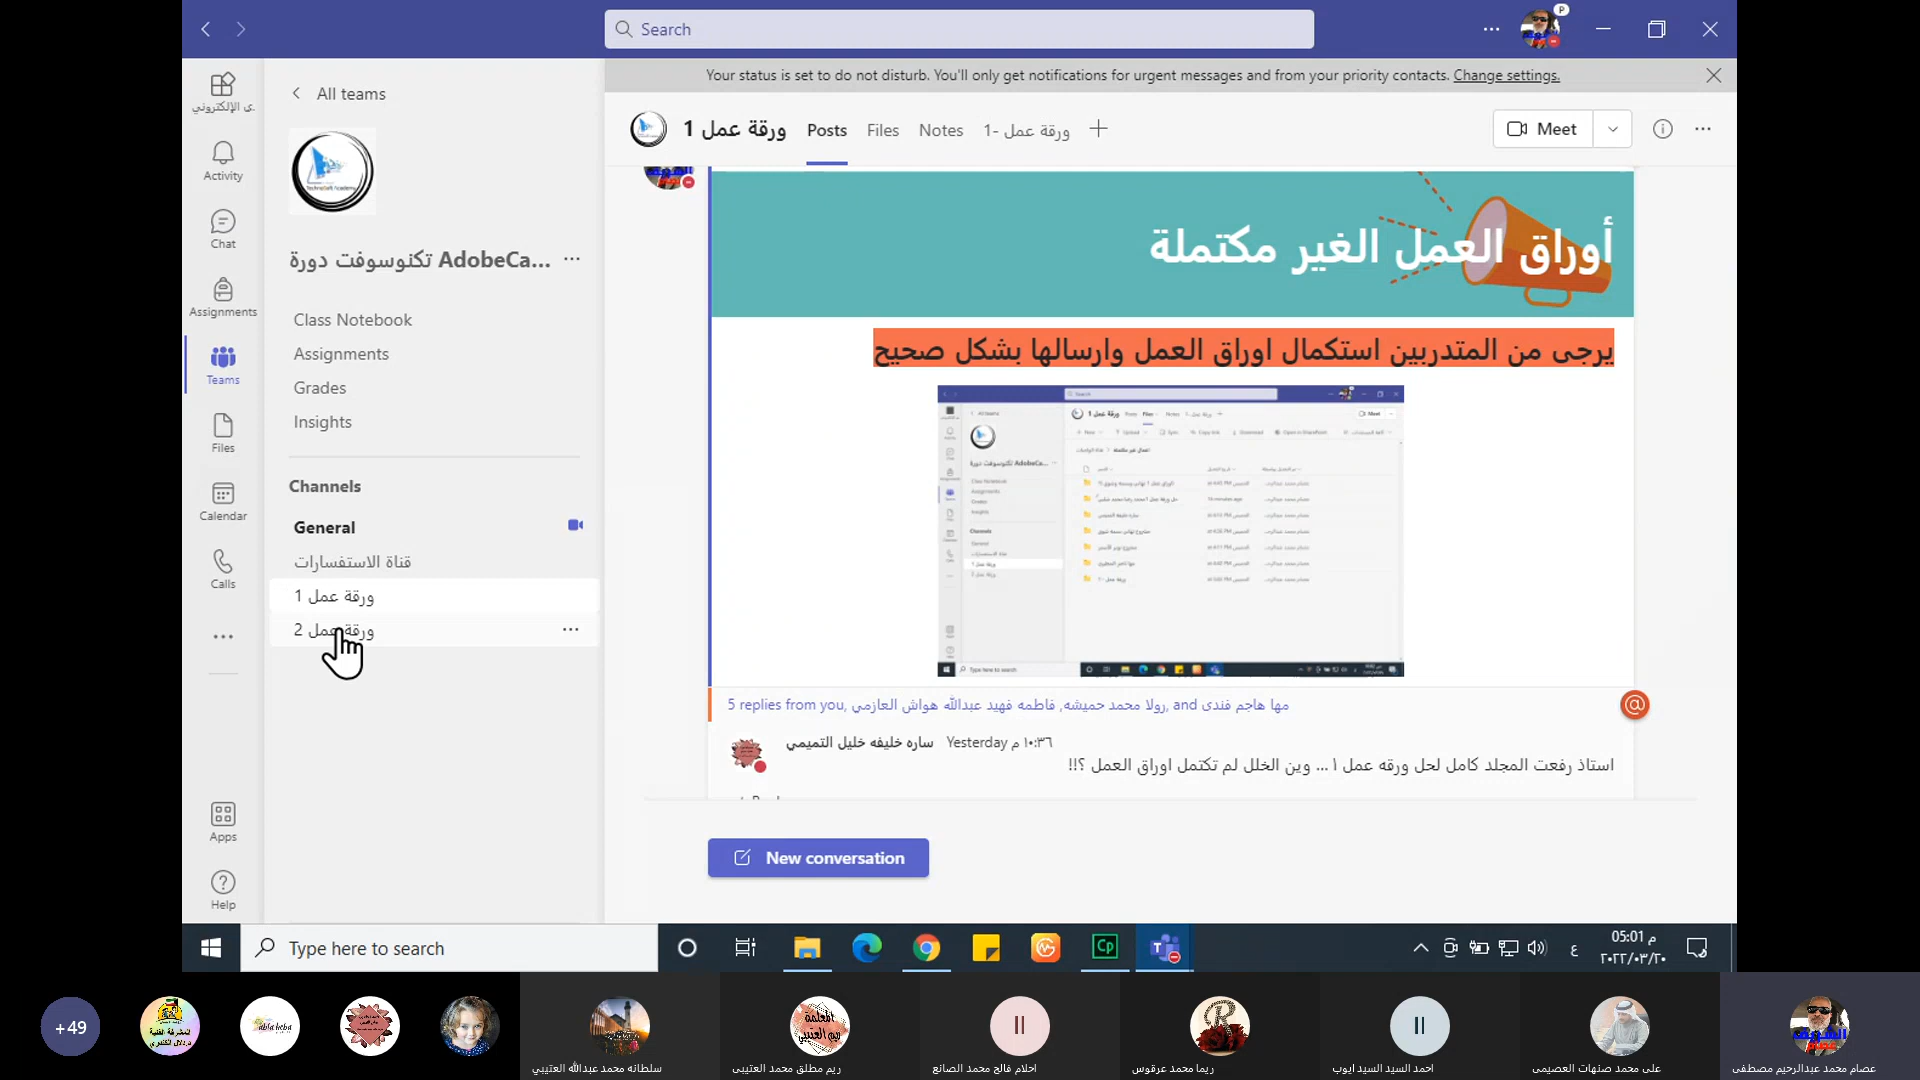 Search
P
Your status is set to do not disturb. You'll only get notifications for urgent messages and from your priority contacts. Change settings.
ى الإلكتروني
Activity
Chat
Assignments
Teams
Files
Calendar
Calls
Apps
Help
All teams
تكنوسوفت دورة AdobeCa...
Class Notebook
Assignments
Grades
Insights
Channels
General
قناة الاستفسارات
ورقة عمل 1
ورقة عمل 2
ورقة عمل 1
Posts
Files
Notes
ورقة عمل -1
Meet
أوراق العمل الغير مكتملة
يرجى من المتدربين استكمال اوراق العمل وارسالها بشكل صحيح
5 replies from you, مها هاجم فندى and ,رولا محمد حميشه, فاطمه فهيد عبدالله هواش العازمي
ساره خليفه خليل التميمي Yesterday ١٠:٣٦ م
استاذ رفعت المجلد كامل لحل ورقه عمل ١ ... وين الخلل لم تكتمل اوراق العمل ؟!!
New conversation
Type here to search
Cp
ع
05:01 م
٢٠٢٢/٠٣/٢٠
+49
سلطانه محمد عبدالله العتيبي
ريم مطلق محمد العتيبى
احلام فالح محمد الصانع
ريما محمد عرقوس
احمد السيد السيد ايوب
على محمد صنهات العصيمى
عصام محمد عبدالرحيم مصطفى